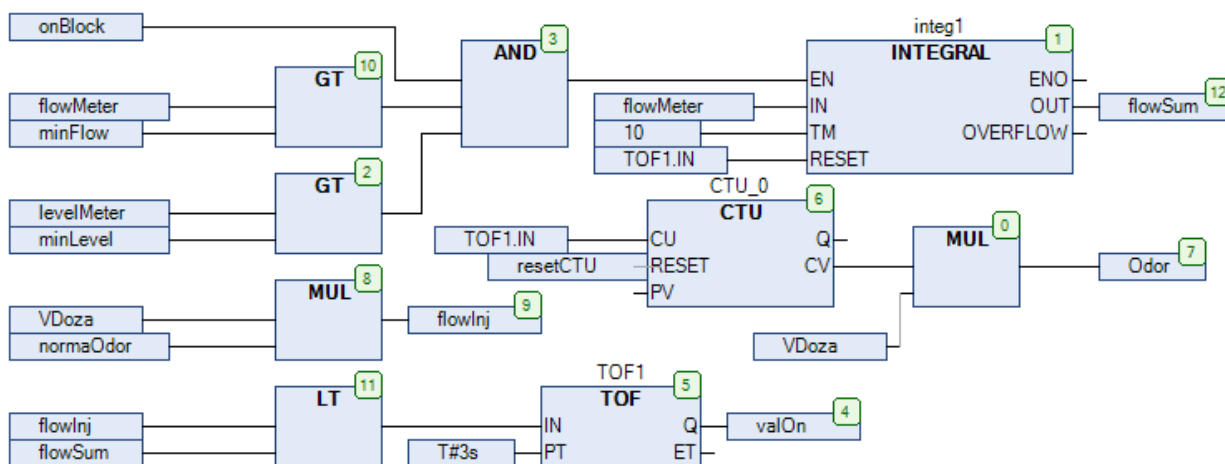 onBlock
3
AND
integ1
1
INTEGRAL
10
GT
EN
ENO
flowMeter
flowMeter
IN
OUT
12
flowSum
minFlow
10
TM
OVERFLOW
TOF1.IN
RESET
2
GT
CTU_0
6
CTU
levelMeter
minLevel
TOF1.IN
CU
Q
0
MUL
resetCTU
RESET
CV
7
Odor
8
MUL
PV
VDoza
9
flowInj
normaOdor
VDoza
TOF1
11
LT
5
TOF
flowInj
IN
Q
4
valOn
flowSum
T#3s
PT
ET